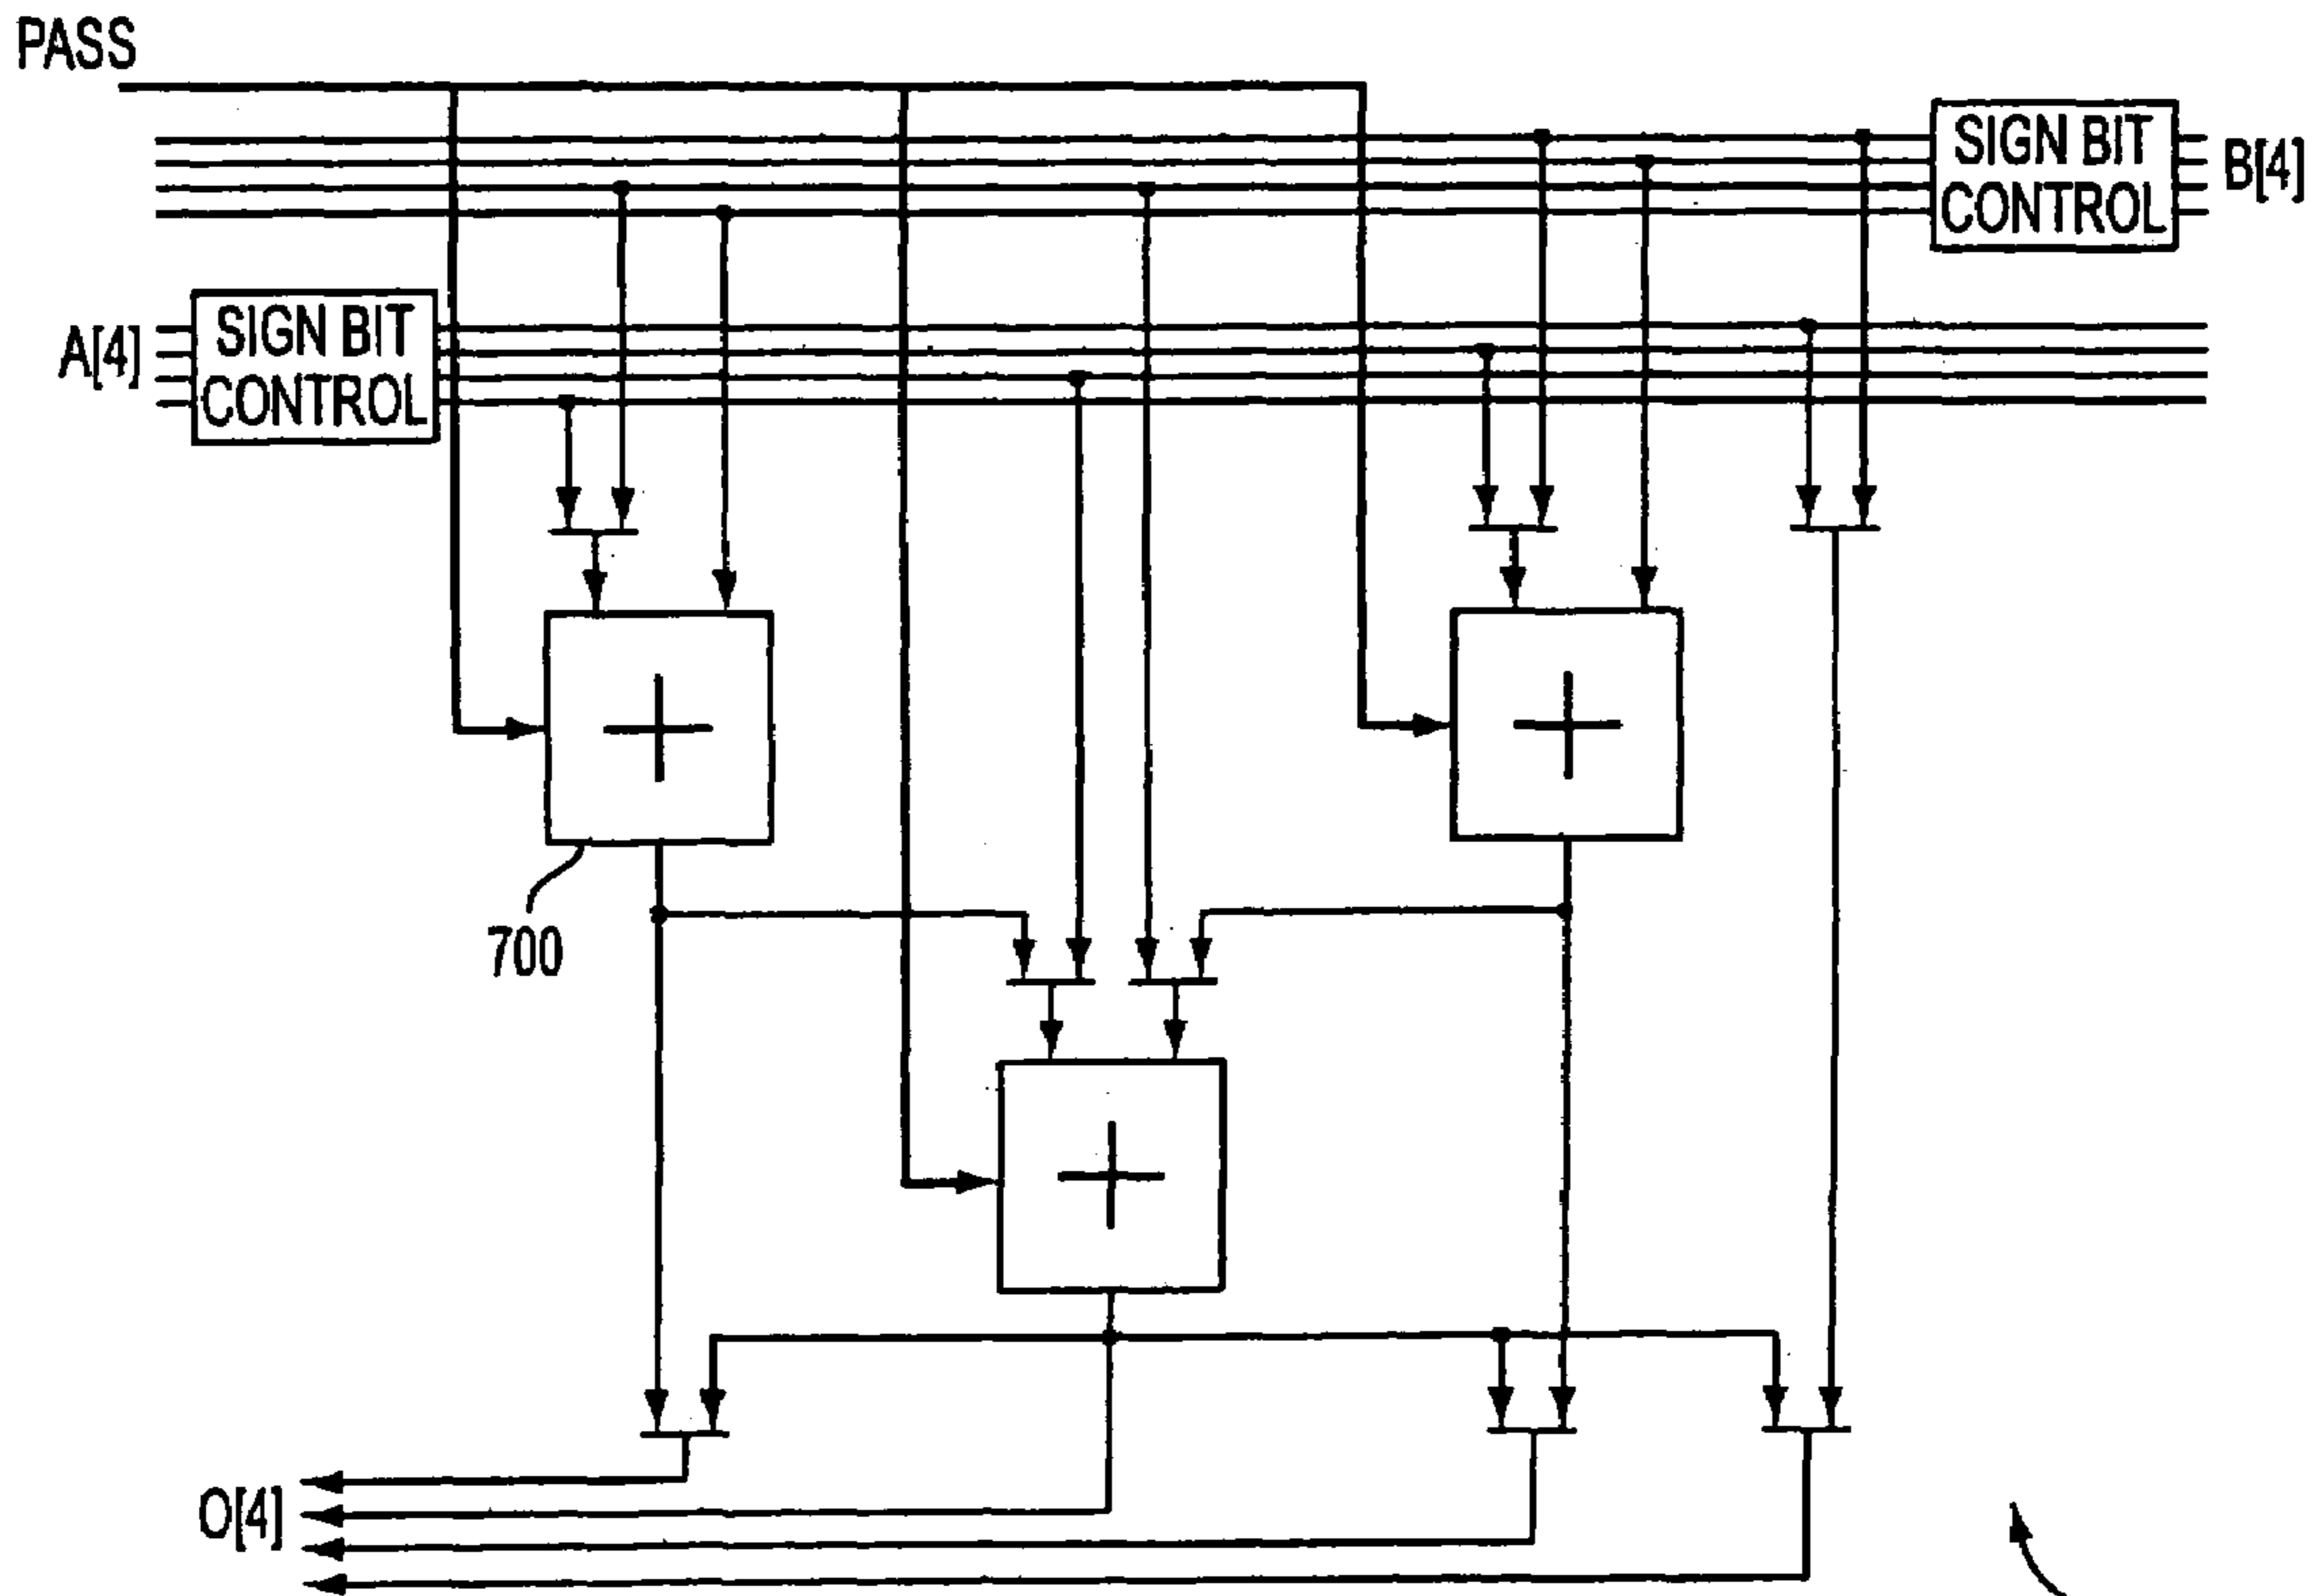 PASS
SIGN BIT
CONTROL
B[4]
A[4]
SIGN BIT
CONTROL
700
O[4]